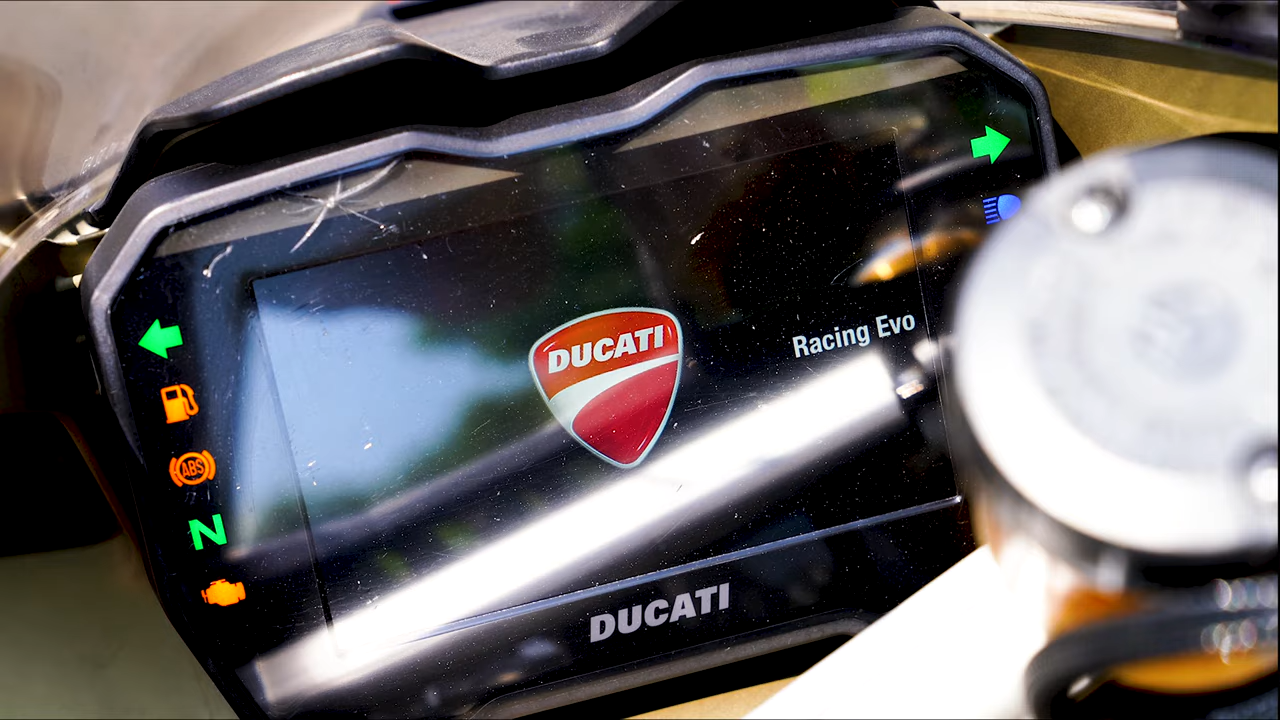 DUCATI
Racing Evo
ABS
N
DUCATI